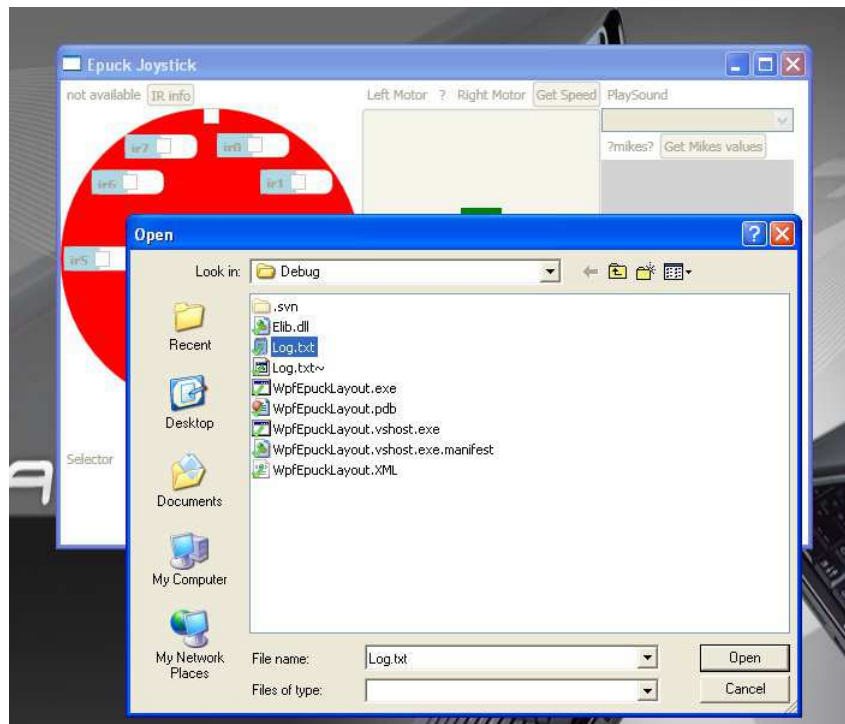 Epuck Joystick
not available IR info Left Motor ? Right Motor Get Speed PlaySound
?mikes? Get Mikes values
ir7 ir0
ir6 ir1
ir5
Selector
Open
Look in: Debug
.svn
Elib.dll
Log.txt
Log.txt~
WpfEpuckLayout.exe
WpfEpuckLayout.pdb
WpfEpuckLayout.vshost.exe
WpfEpuckLayout.vshost.exe.manifest
WpfEpuckLayout.XML
Recent
Desktop
Documents
My Computer
My Network
Places
File name: Log.txt Open
Files of type: Cancel